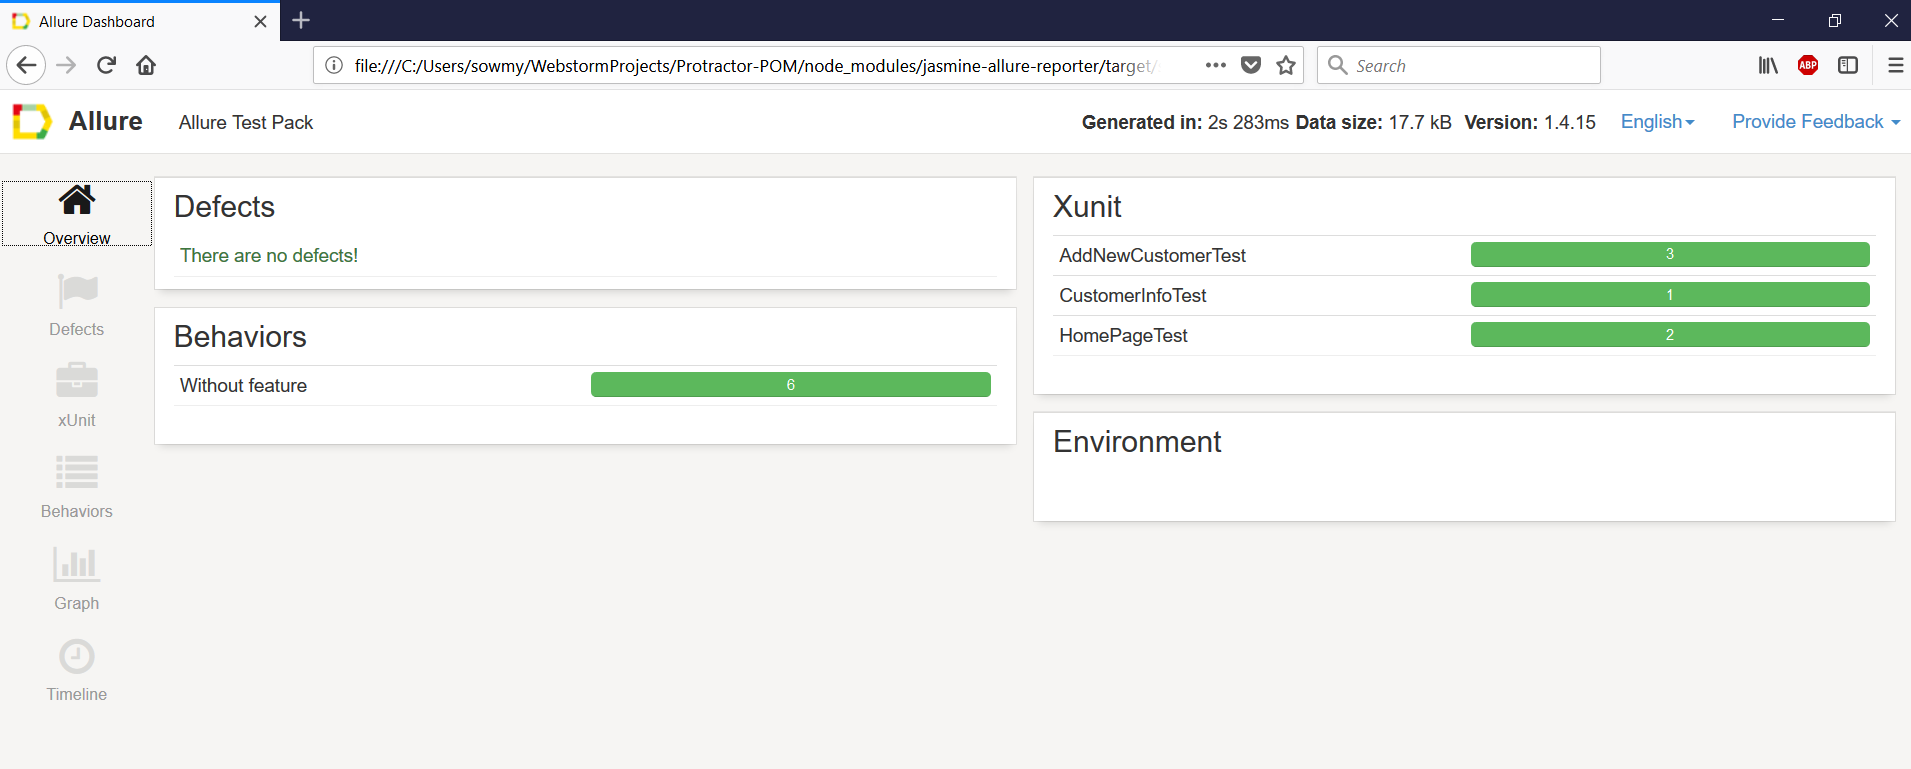 Allure Dashboard
file:///C:/Users/sowmy/WebstormProjects/Protractor-POM/node_modules/jasmine-allure-reporter/target/
Search
ABP
Allure
Allure Test Pack
Generated in: 2s 283ms Data size: 17.7 kB Version: 1.4.15
English
Provide Feedback
Overview
Defects
xUnit
Behaviors
Graph
Timeline
Defects
There are no defects!
Behaviors
Without feature 6
Xunit
AddNewCustomerTest 3
CustomerInfoTest 1
HomePageTest 2
Environment